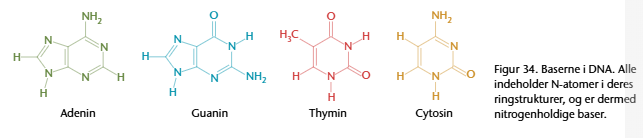 NH₂
N
N
H
N
N
H
H
Adenin
O
N
N
H
H
N
N
NH₂
H
Guanin
O
H₃C
N
H
H
N
O
H
Thymin
NH₂
H
N
H
N
O
H
Cytosin
Figur 34. Baserne i DNA. Alle
indeholder N-atomer i deres
ringstrukturer, og er dermed
nitrogenholdige baser.